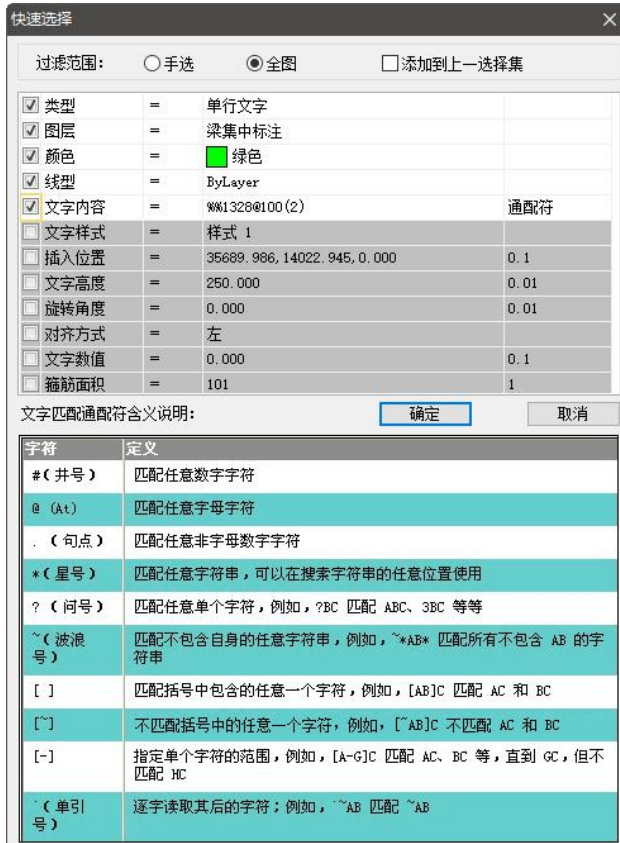 快速选择
过滤范围: 手选 全图 添加到上一选择集
类型 = 单行文字
图层 = 梁集中标注
颜色 = 绿色
线型 = ByLayer
文字内容 = %%1328@100(2) 通配符
文字样式 = 样式 1
插入位置 = 35689.986,14022.945,0.000 0.1
文字高度 = 250.000 0.01
旋转角度 = 0.000 0.01
对齐方式 = 左
文字数值 = 0.000 0.1
箍筋面积 = 101 1
文字匹配通配符含义说明: 确定 取消
字符 定义
#(井号) 匹配任意数字字符
@ (At) 匹配任意字母字符
. (句点) 匹配任意非字母数字字符
*(星号) 匹配任意字符串,可以在搜索字符串的任意位置使用
? (问号) 匹配任意单个字符,例如,?BC 匹配 ABC、3BC 等等
~(波浪 匹配不包含自身的任意字符串,例如,~*AB* 匹配所有不包含 AB 的字
号) 符串
[ ] 匹配括号中包含的任意一个字符,例如,[AB]C 匹配 AC 和 BC
[~] 不匹配括号中的任意一个字符,例如,[~AB]C 不匹配 AC 和 BC
[-] 指定单个字符的范围,例如,[A-G]C 匹配 AC、BC 等,直到 GC,但不
匹配 HC
`(单引 逐字读取其后的字符;例如,`~AB 匹配 ~AB
号)